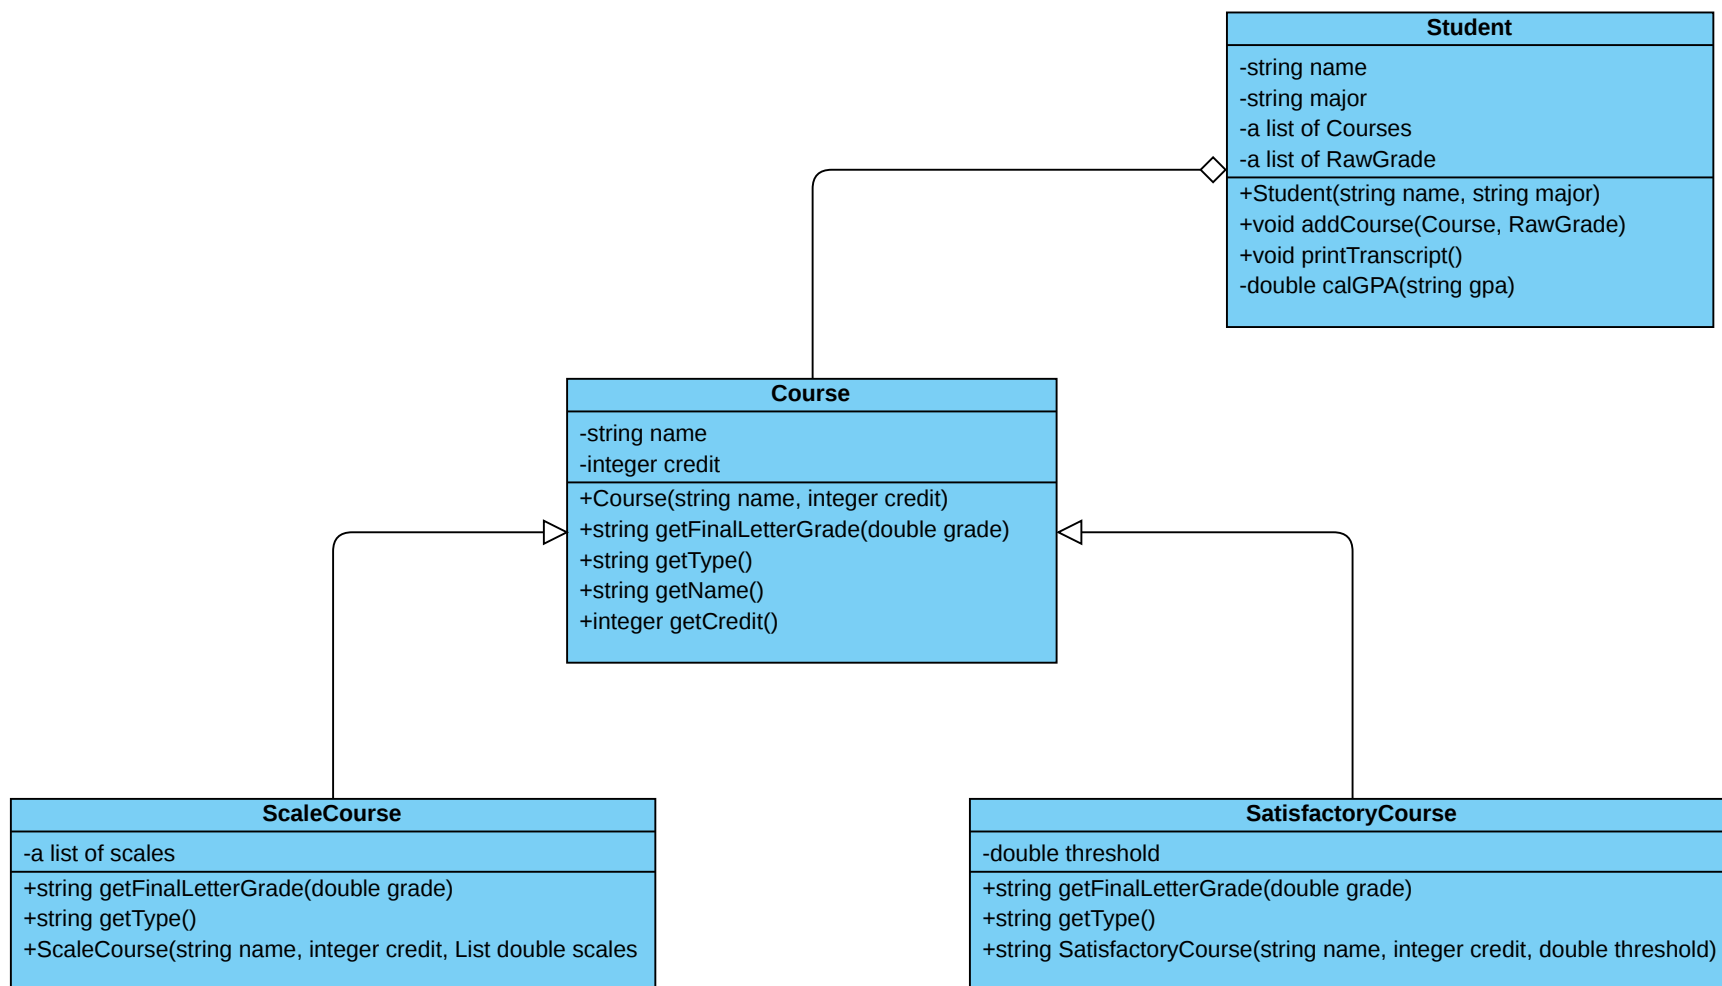 Student
-string name
-string major
-a list of Courses
-a list of RawGrade
+Student(string name, string major)
+void addCourse(Course, RawGrade)
+void printTranscript()
-double calGPA(string gpa)
Course
-string name
-integer credit
+Course(string name, integer credit)
+string getFinalLetterGrade(double grade)
+string getType()
+string getName()
+integer getCredit()
ScaleCourse
-a list of scales
+string getFinalLetterGrade(double grade)
+string getType()
+ScaleCourse(string name, integer credit, List double scales
SatisfactoryCourse
-double threshold
+string getFinalLetterGrade(double grade)
+string getType()
+string SatisfactoryCourse(string name, integer credit, double threshold)